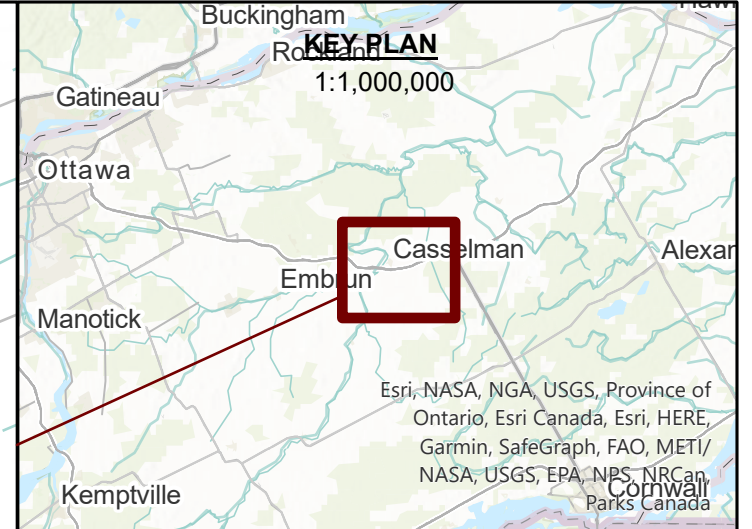 Buckingham
Rockland
KEY PLAN
1:1,000,000
Gatineau
Ottawa
Casselman
Alexan
Embrun
Manotick
Esri, NASA, NGA, USGS, Province of
Ontario, Esri Canada, Esri, HERE,
Garmin, SafeGraph, FAO, METI/
NASA, USGS, EPA, NPS, NRCan,
Parks Canada
Kemptville
Cornwall